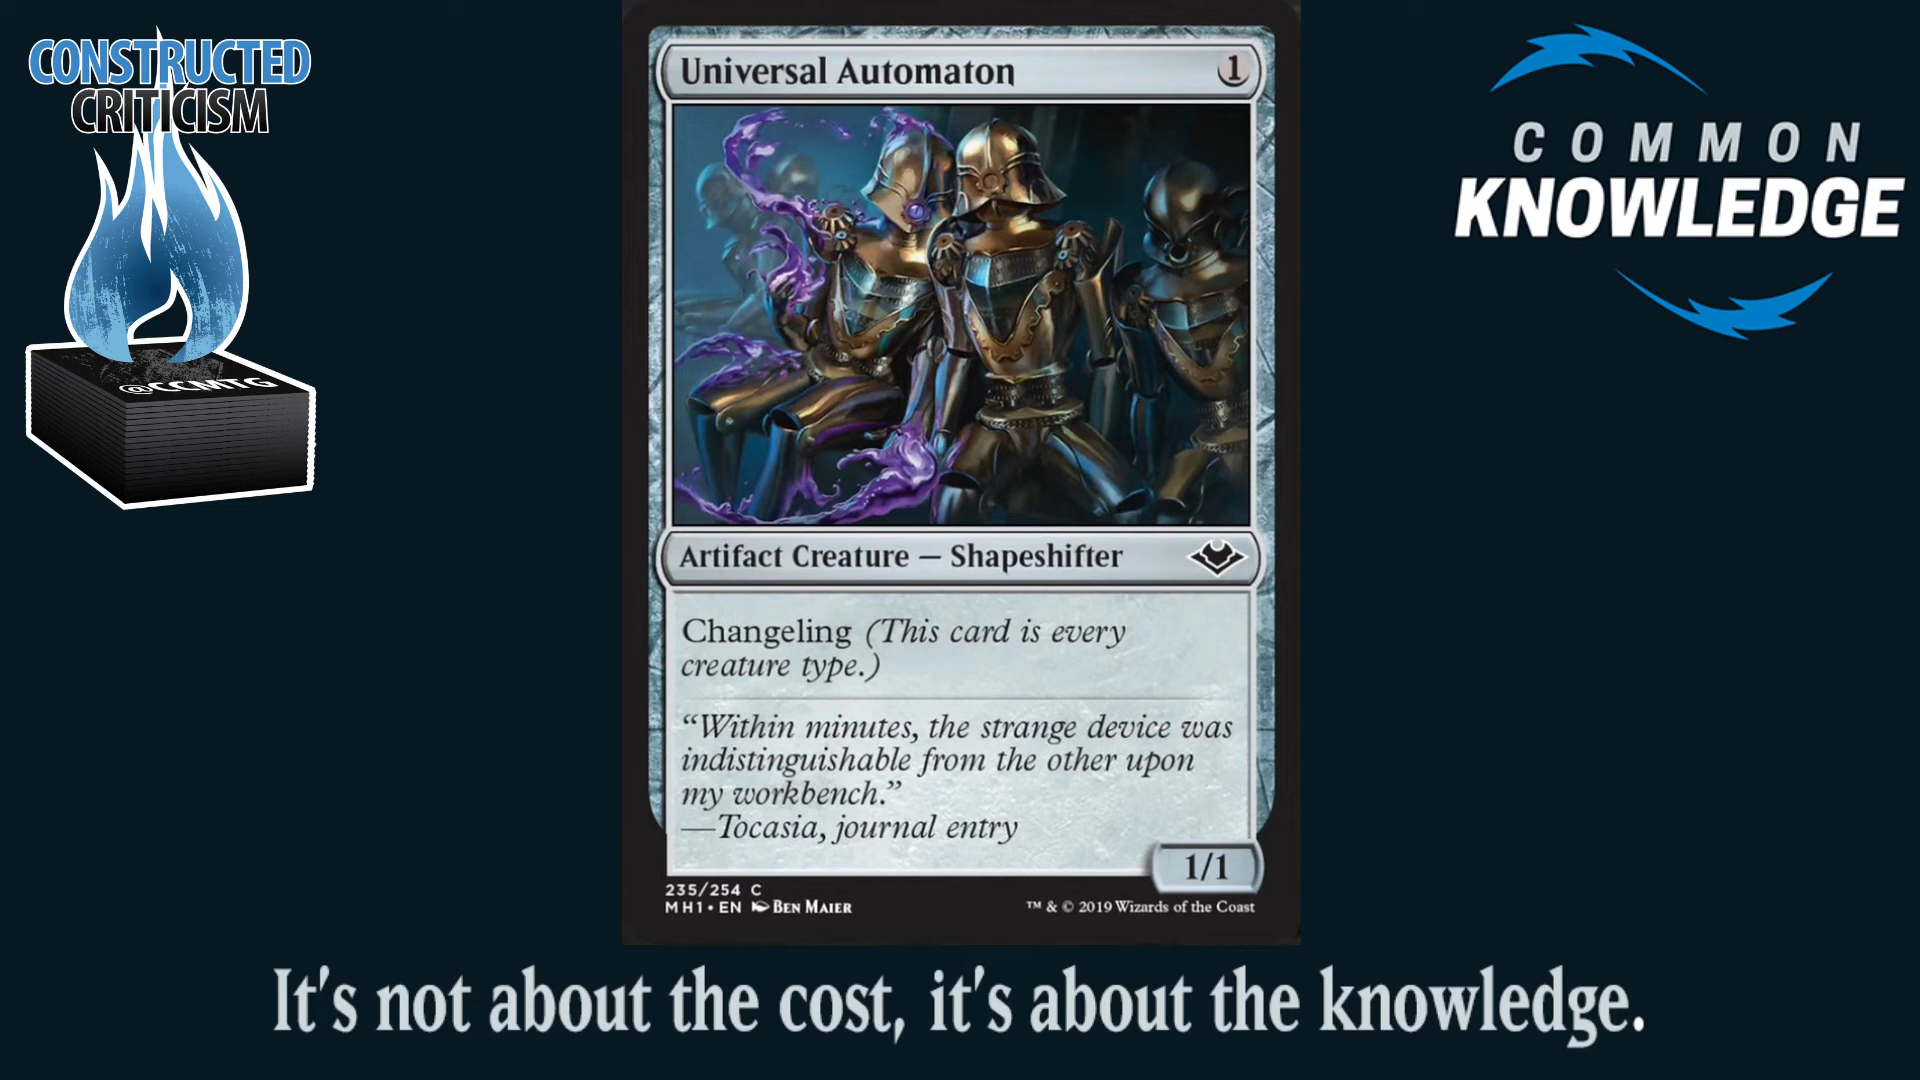 CONSTRUCTED
CRITICISM
@CCMTG
Universal Automaton 1
COMMON
KNOWLEDGE
Artifact Creature — Shapeshifter
Changeling (This card is every
creature type.)
“Within minutes, the strange device was
indistinguishable from the other upon
my workbench.”
—Tocasia, journal entry
1/1
235/254 C
MH1 • EN Ben Maier
™ & © 2019 Wizards of the Coast
It's not about the cost, it's about the knowledge.